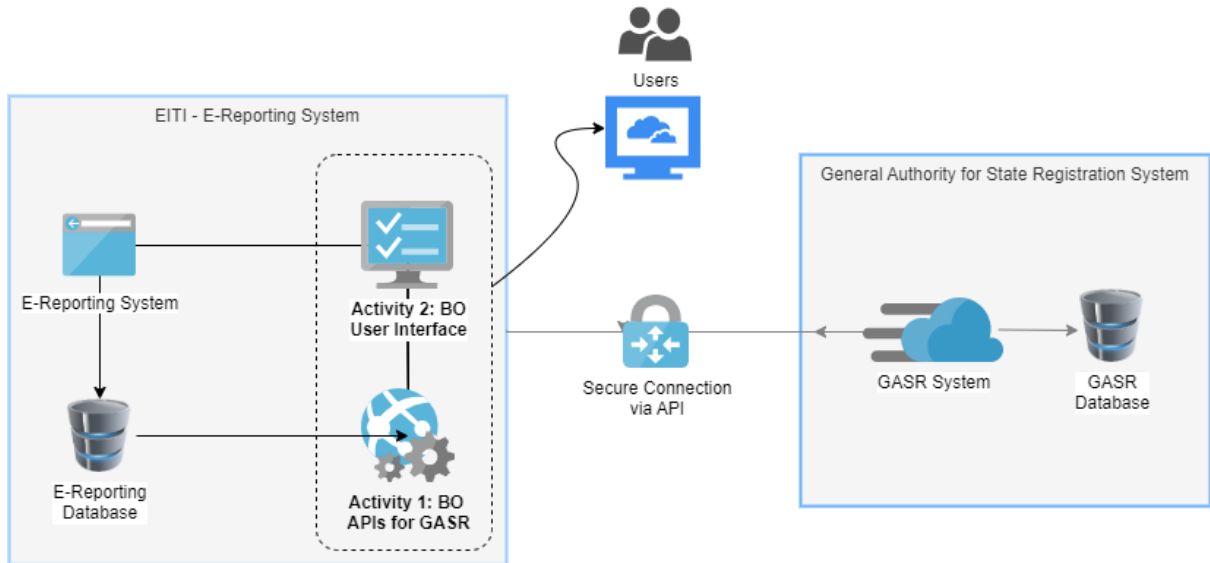 Users
EITI - E-Reporting System
General Authority for State Registration System
E-Reporting System
Activity 2: BO
User Interface
Secure Connection
via API
GASR System
GASR
Database
E-Reporting
Database
Activity 1: BO
APIs for GASR